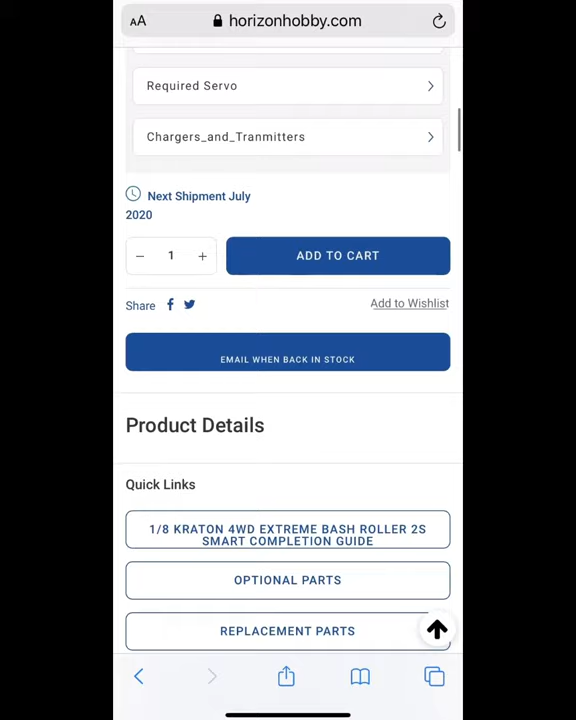 AA horizonhobby.com
Required Servo
Chargers_and_Tranmitters
Next Shipment July
2020
1
ADD TO CART
Share
Add to Wishlist
EMAIL WHEN BACK IN STOCK
Product Details
Quick Links
1/8 KRATON 4WD EXTREME BASH ROLLER 2S
SMART COMPLETION GUIDE
OPTIONAL PARTS
REPLACEMENT PARTS